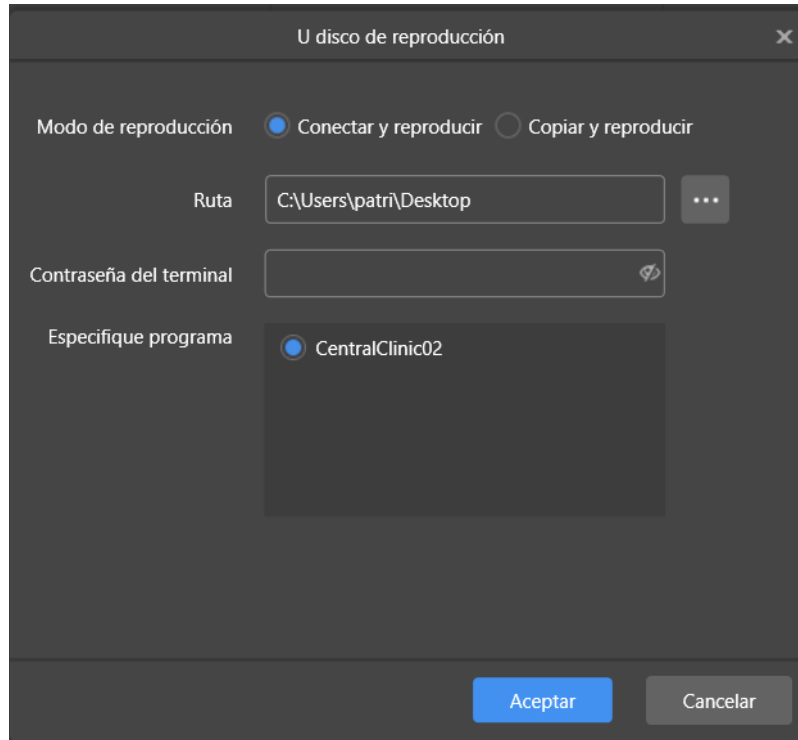 U disco de reproducción
Modo de reproducción Conectar y reproducir Copiar y reproducir
Ruta C:\Users\patri\Desktop
Contraseña del terminal
Especifique programa CentralClinic02
Aceptar Cancelar